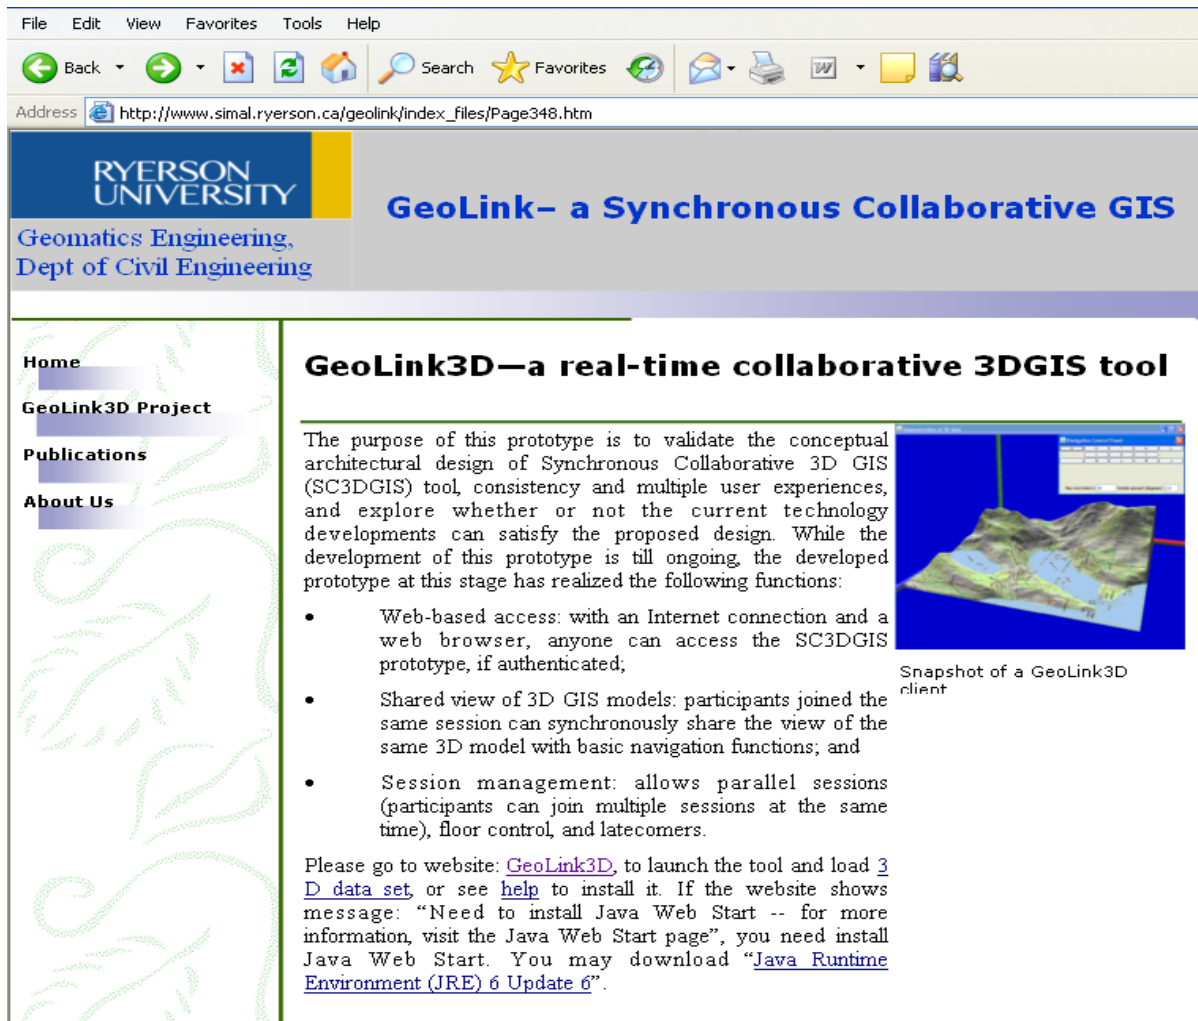 File Edit View Favorites Tools Help
Back Search Favorites
Address http://www.simal.ryerson.ca/geolink/index_files/Page348.htm
RYERSON
UNIVERSITY
Geomatics Engineering,
Dept of Civil Engineering
GeoLink– a Synchronous Collaborative GIS
Home
GeoLink3D Project
Publications
About Us
GeoLink3D—a real-time collaborative 3DGIS tool
The purpose of this prototype is to validate the conceptual
architectural design of Synchronous Collaborative 3D GIS
(SC3DGIS) tool, consistency and multiple user experiences,
and explore whether or not the current technology
developments can satisfy the proposed design. While the
development of this prototype is till ongoing, the developed
prototype at this stage has realized the following functions:
• Web-based access: with an Internet connection and a
web browser, anyone can access the SC3DGIS
prototype, if authenticated;
• Shared view of 3D GIS models: participants joined the
same session can synchronously share the view of the
same 3D model with basic navigation functions; and
• Session management: allows parallel sessions
(participants can join multiple sessions at the same
time), floor control, and latecomers.
Please go to website: GeoLink3D, to launch the tool and load 3
D data set, or see help to install it. If the website shows
message: “Need to install Java Web Start -- for more
information, visit the Java Web Start page”, you need install
Java Web Start. You may download “Java Runtime
Environment (JRE) 6 Update 6”.
Navigation Control Panel
Snapshot of a GeoLink3D
client